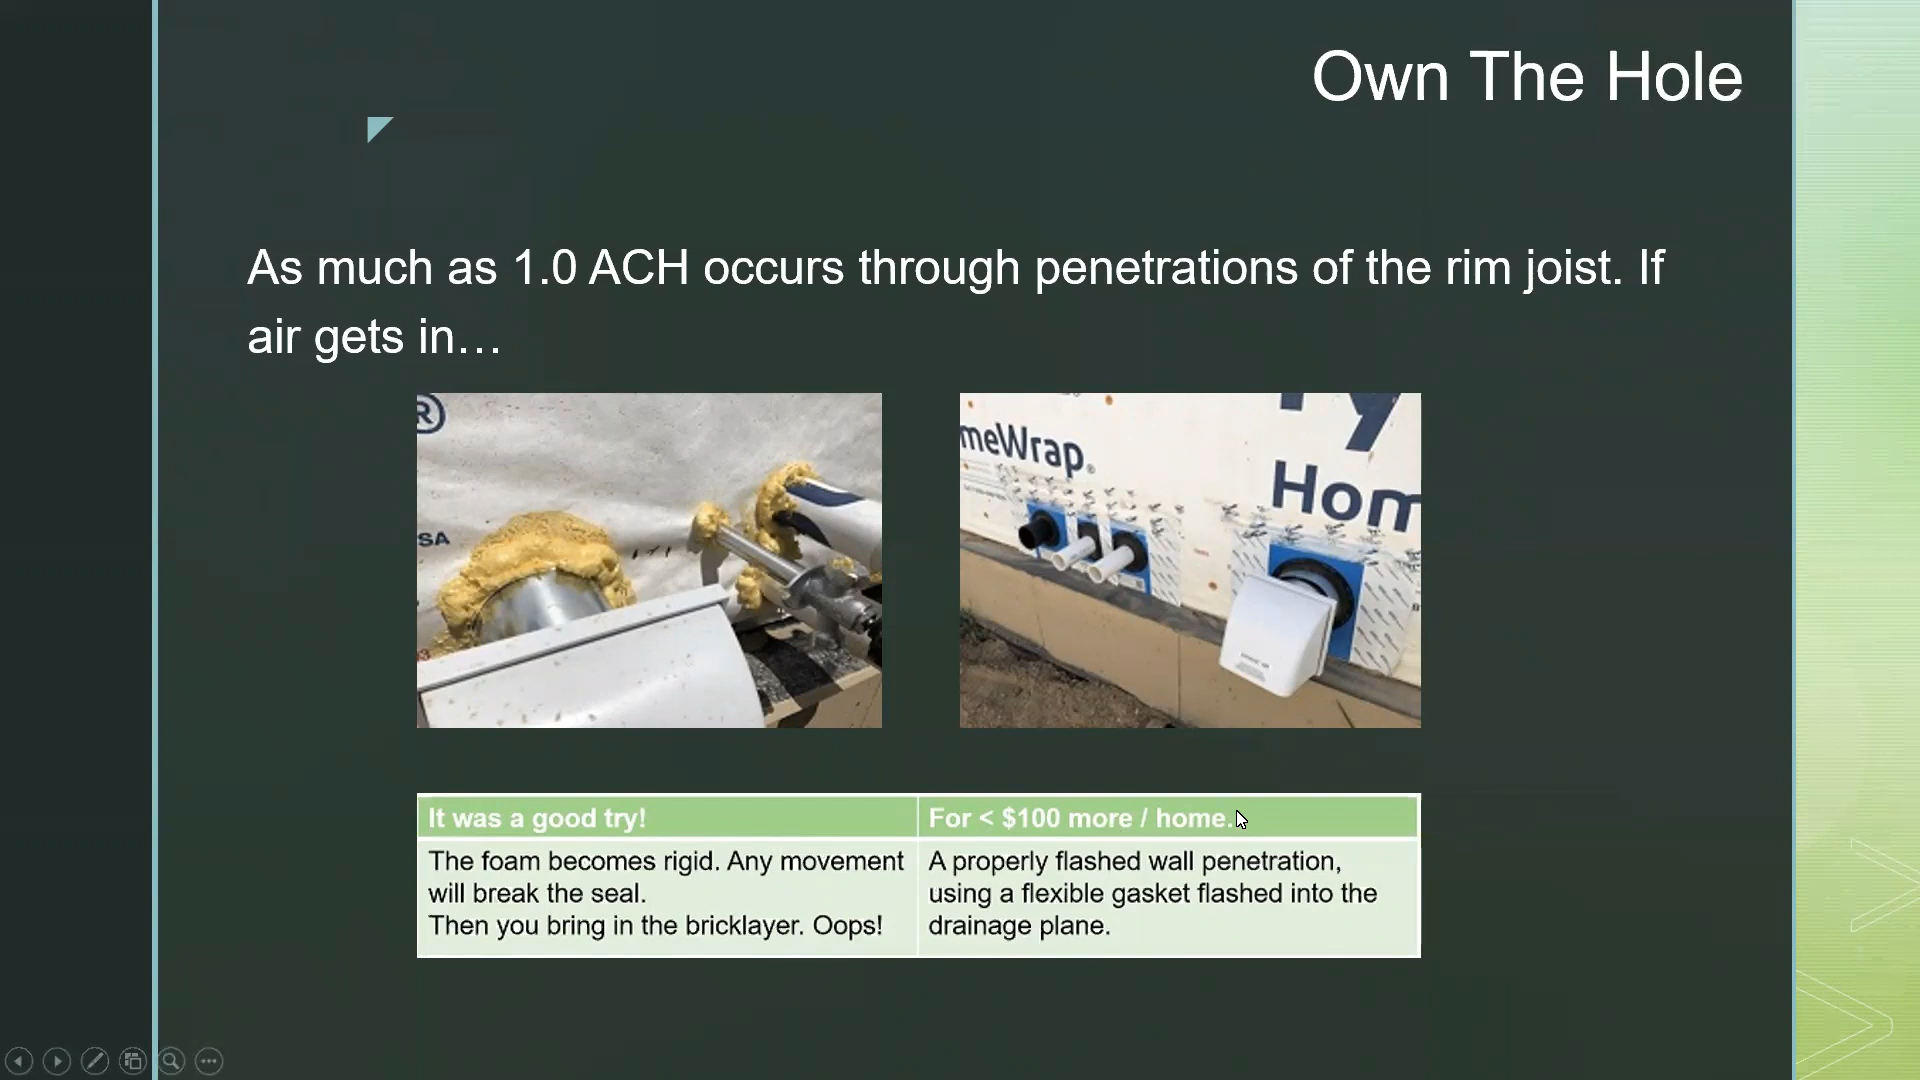 Own The Hole
As much as 1.0 ACH occurs through penetrations of the rim joist. If
air gets in…
®
SA
meWrap®
Ty
Hom
It was a good try!
For < $100 more / home.
The foam becomes rigid. Any movement
will break the seal.
Then you bring in the bricklayer. Oops!
A properly flashed wall penetration,
using a flexible gasket flashed into the
drainage plane.